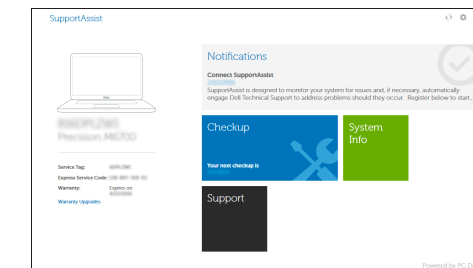 SupportAssist
Notifications
Connect SupportAssist
SupportAssist is designed to monitor your system for issues and, if necessary, automatically
engage Dell Technical Support to address problems should they occur. Register below to start.
Precision M6700
Checkup
System
Info
Service Tag:
Express Service Code:
Warranty: Expires on
Warranty Upgrades
Your next checkup is
Support
Powered by PC-D